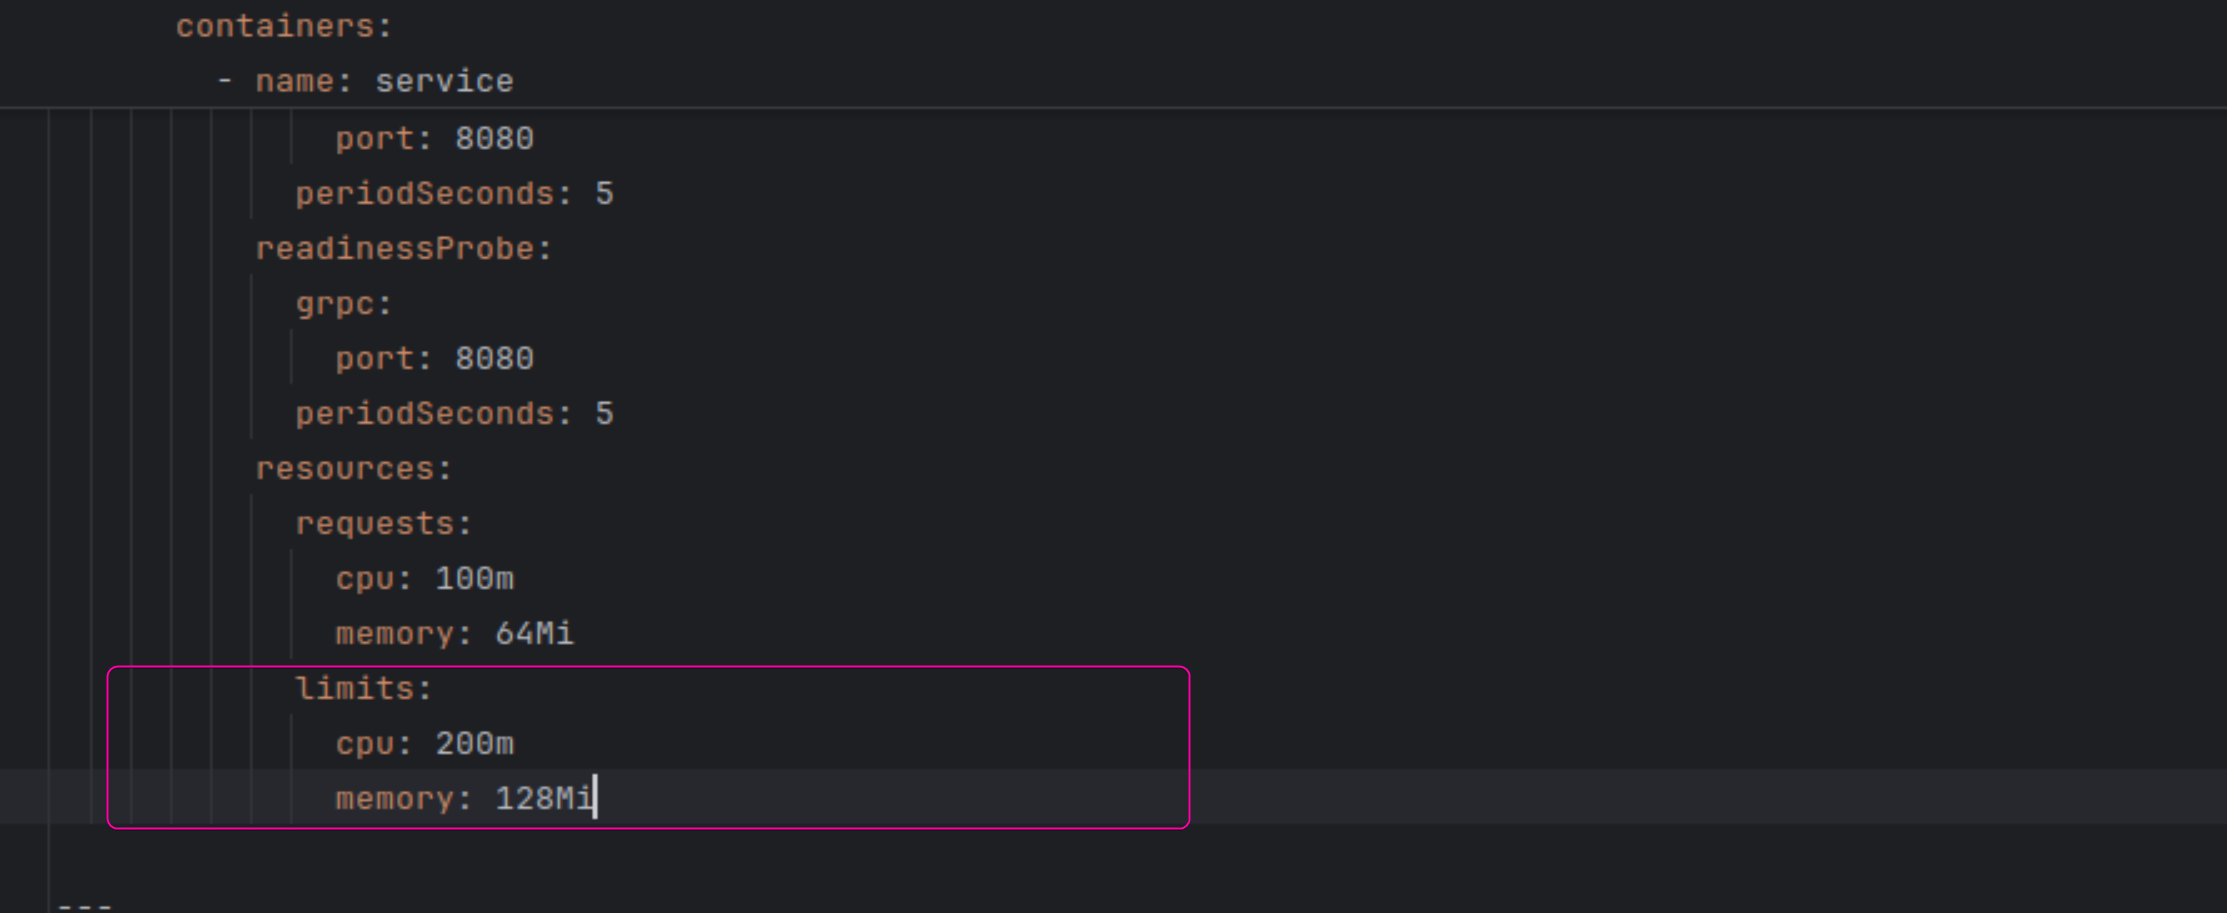 containers:
- name: service
port: 8080
periodSeconds: 5
readinessProbe:
grpc:
port: 8080
periodSeconds: 5
resources:
requests:
cpu: 100m
memory: 64Mi
limits:
cpu: 200m
memory: 128Mi
---